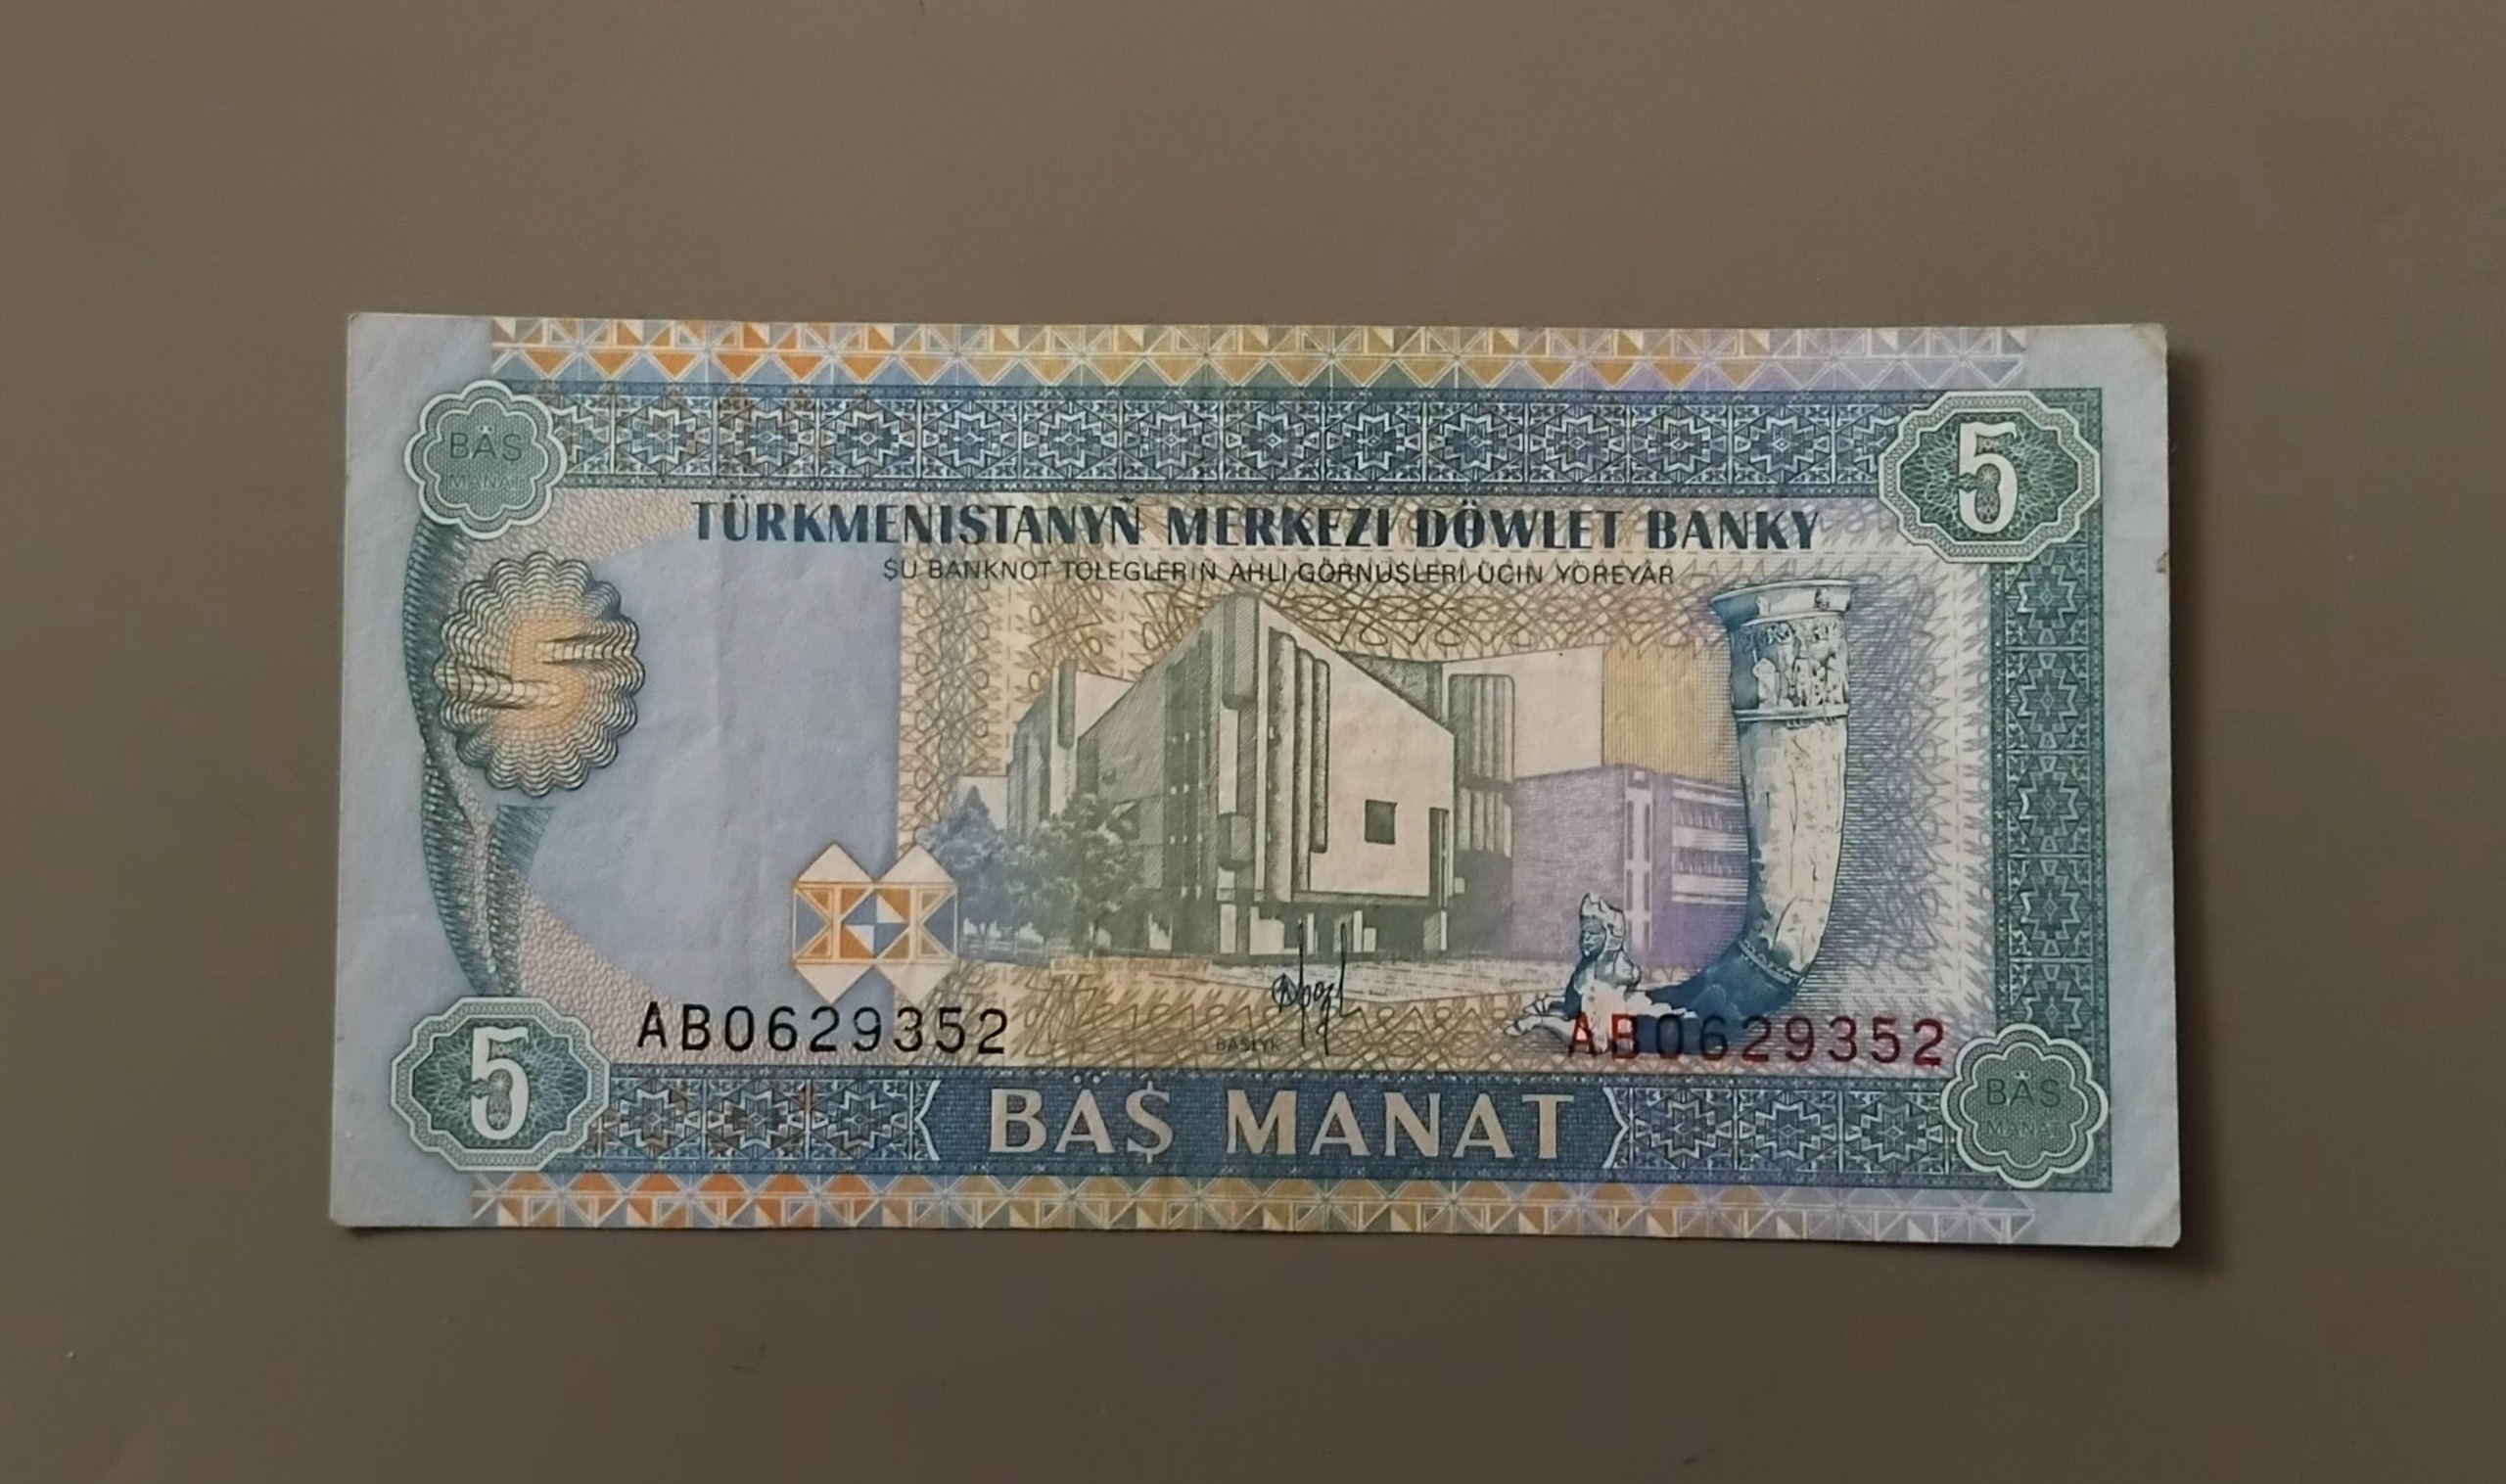 BÄŞ
MANAT
5
TÜRKMENISTANYŇ MERKEZI DÖWLET BANKY
ŞU BANKNOT TÖLEGLERIŇ ÄHLI GÖRNÜŞLERI ÜÇIN YÖREÝÄR
AB0629352
BAŞLYK
AB0629352
5
BÄŞ MANAT
BÄŞ
MANAT